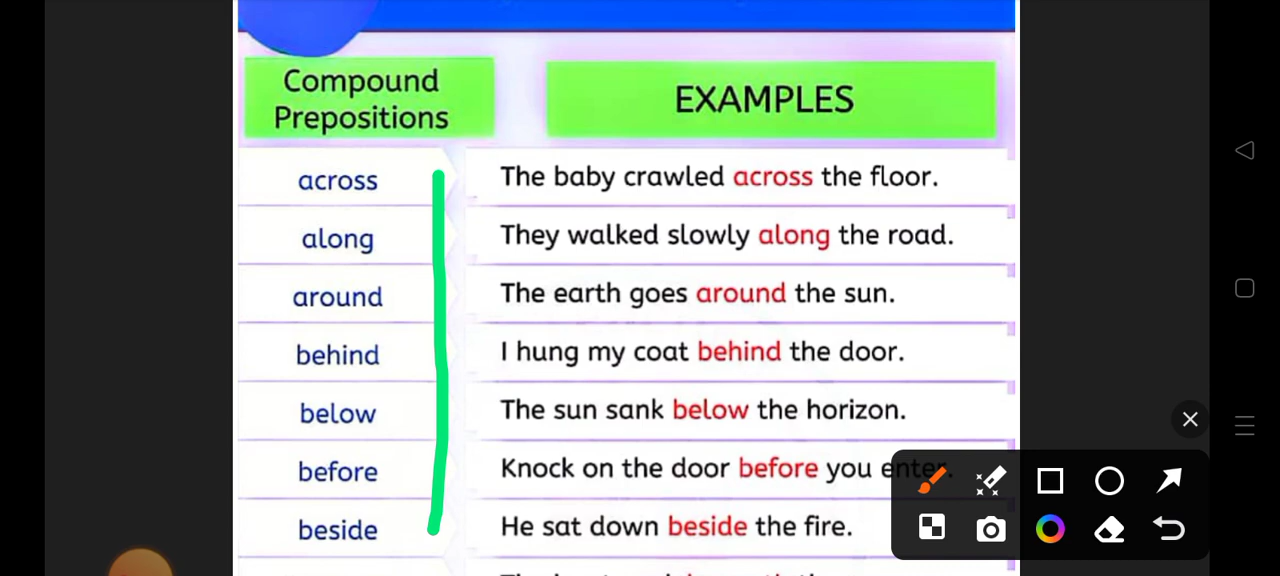 Compound
Prepositions
EXAMPLES
across
The baby crawled across the floor.
along
They walked slowly along the road.
around
The earth goes around the sun.
behind
I hung my coat behind the door.
below
The sun sank below the horizon.
before
Knock on the door before you enter.
beside
He sat down beside the fire.